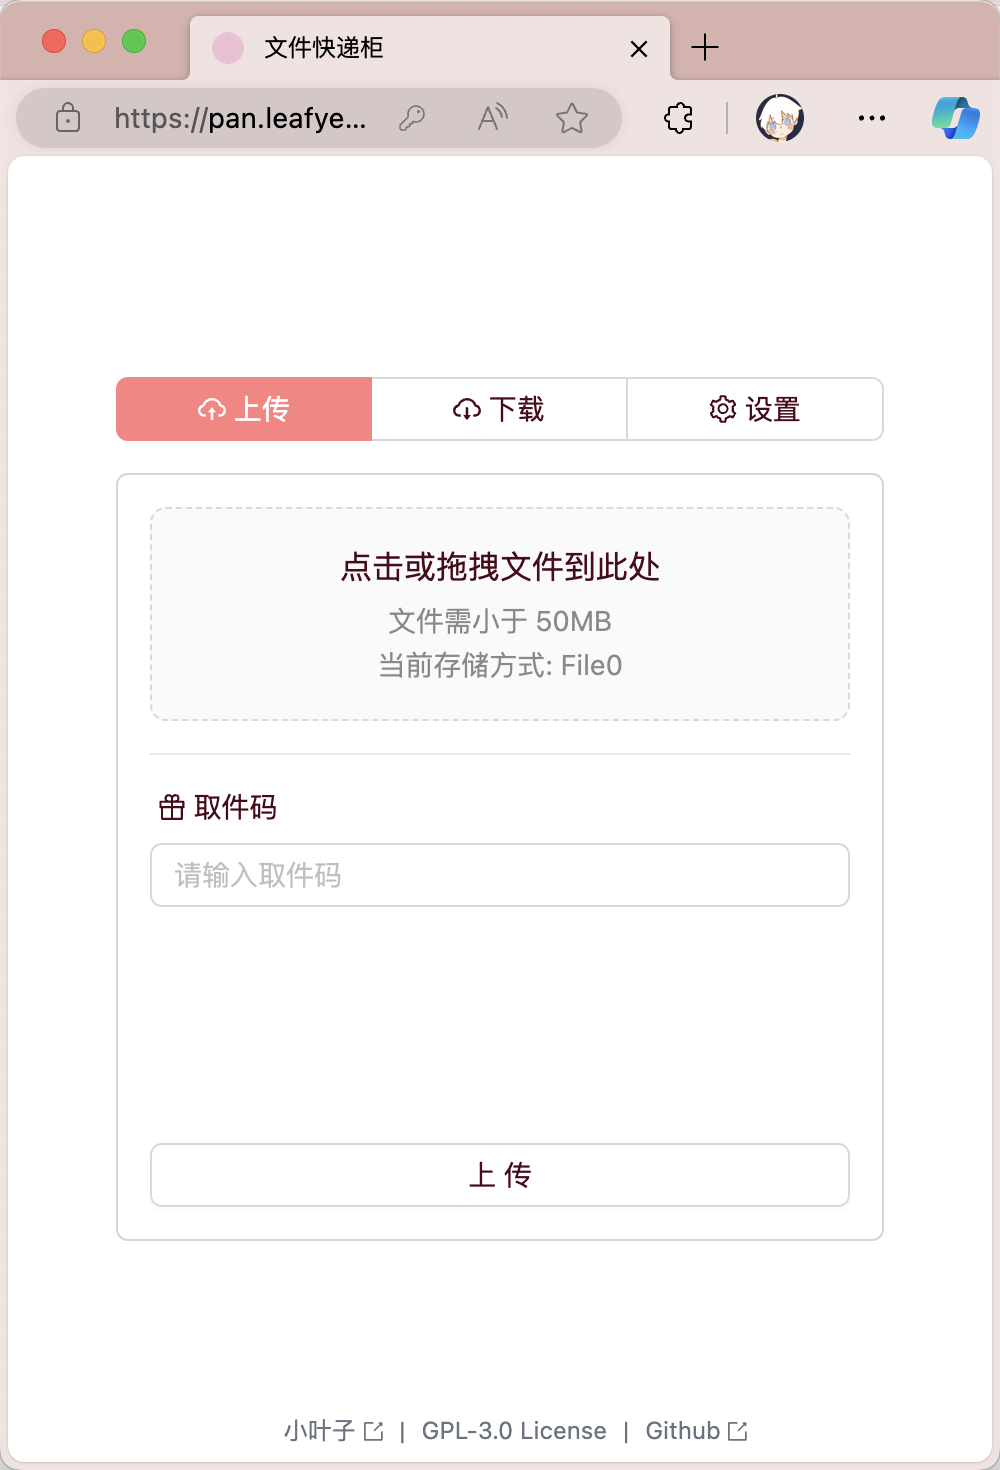 文件快递柜
https://pan.leafye...
上传
下载
设置
点击或拖拽文件到此处
文件需小于 50MB
当前存储方式: File0
取件码
请输入取件码
上 传
小叶子 | GPL-3.0 License | Github